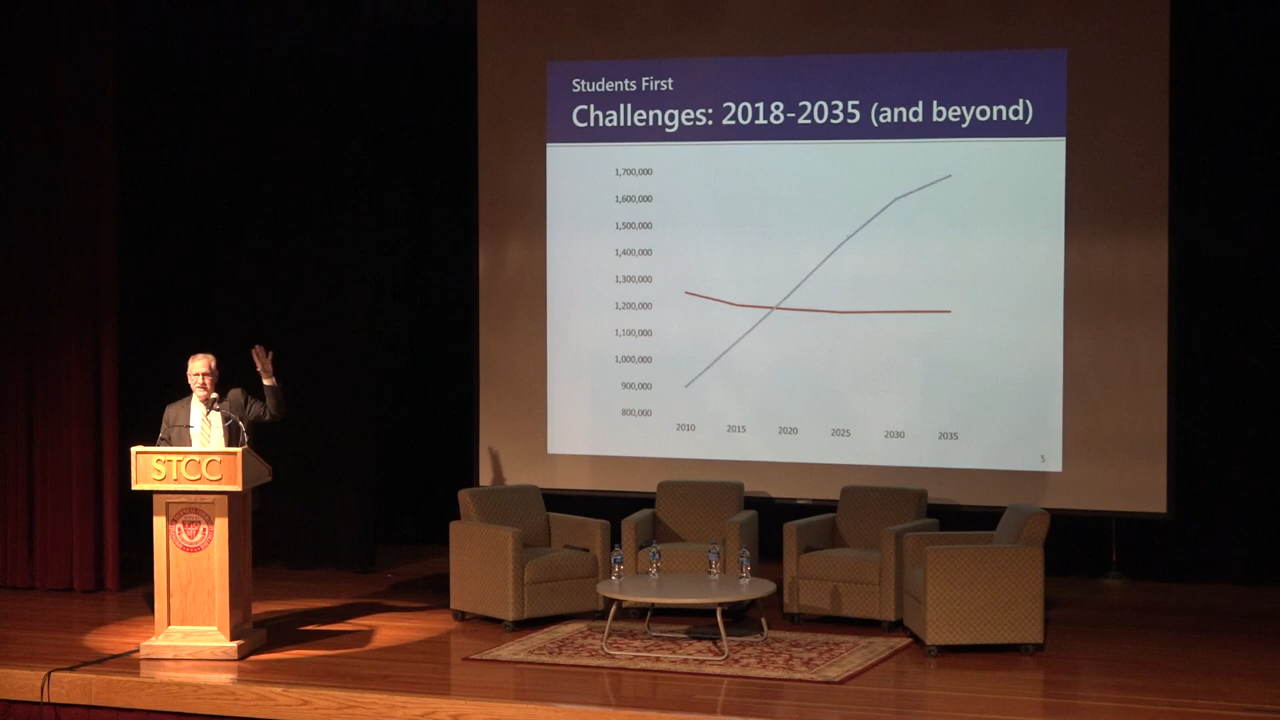 Students First
Challenges: 2018-2035 (and beyond)
1,700,000
1,600,000
1,500,000
1,400,000
1,300,000
1,200,000
1,100,000
1,000,000
900,000
800,000
2010 2015 2020 2025 2030 2035
5
STCC